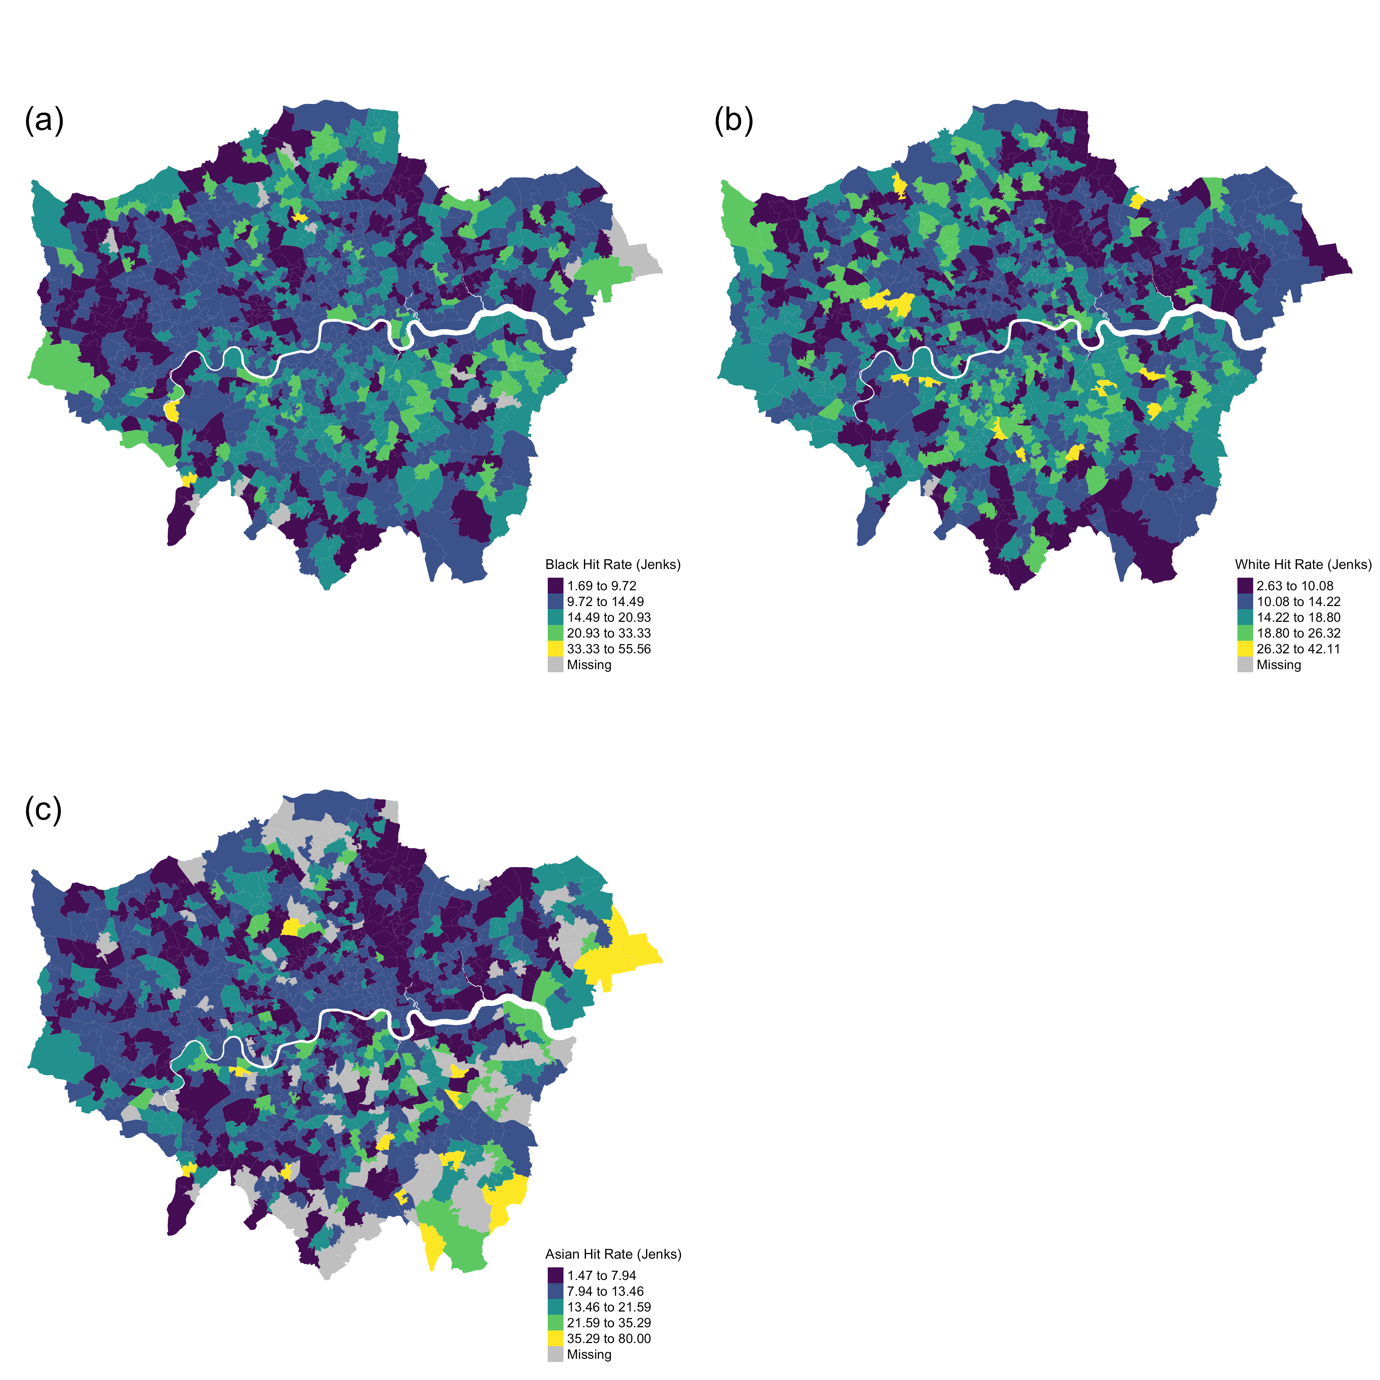 (a)
Black Hit Rate (Jenks)
1.69 to 9.72
9.72 to 14.49
14.49 to 20.93
20.93 to 33.33
33.33 to 55.56
Missing
(b)
White Hit Rate (Jenks)
2.63 to 10.08
10.08 to 14.22
14.22 to 18.80
18.80 to 26.32
26.32 to 42.11
Missing
(c)
Asian Hit Rate (Jenks)
1.47 to 7.94
7.94 to 13.46
13.46 to 21.59
21.59 to 35.29
35.29 to 80.00
Missing